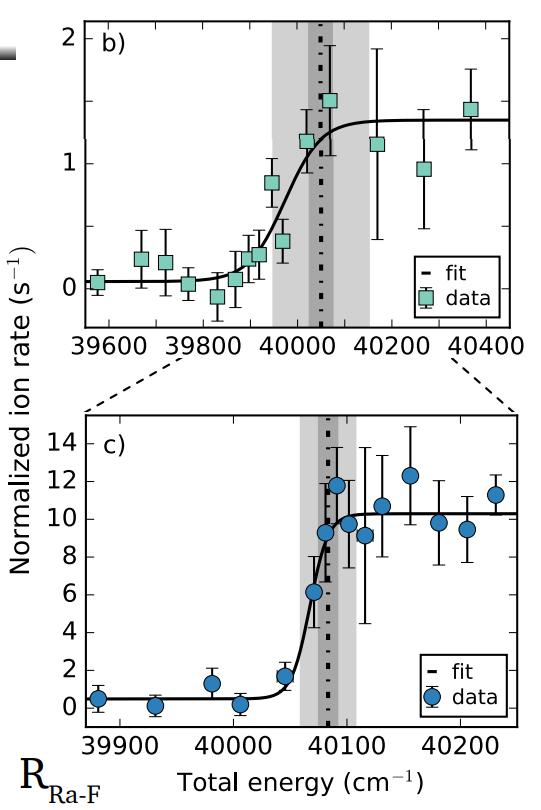 b)
2
1
0
fit
data
39600 39800 40000 40200 40400
Normalized ion rate (s⁻¹)
c)
14
12
10
8
6
4
2
0
fit
data
39900 40000 40100 40200
Total energy (cm⁻¹)
R_Ra-F